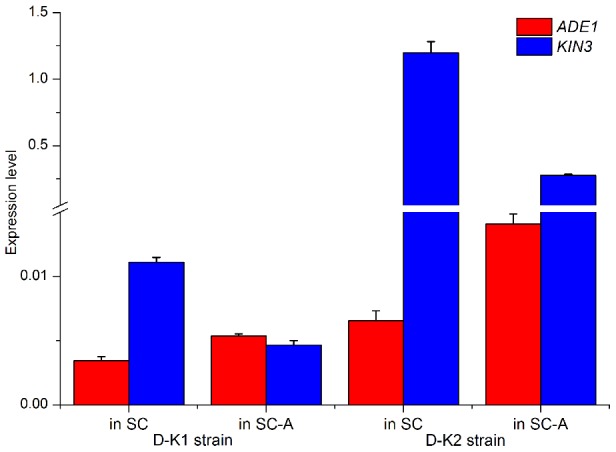 1.5
1.0
0.5
0.01
0.00
Expression level
ADE1
KIN3
in SC
in SC-A
in SC
in SC-A
D-K1 strain
D-K2 strain